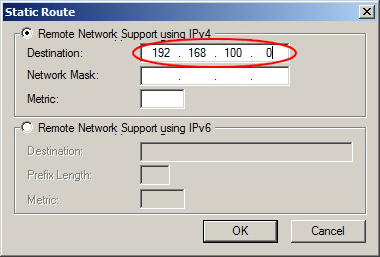 Static Route
Remote Network Support using IPv4
Destination: 192 . 168 . 100 . 0
Network Mask: . . .
Metric:
Remote Network Support using IPv6
Destination:
Prefix Length:
Metric:
OK Cancel